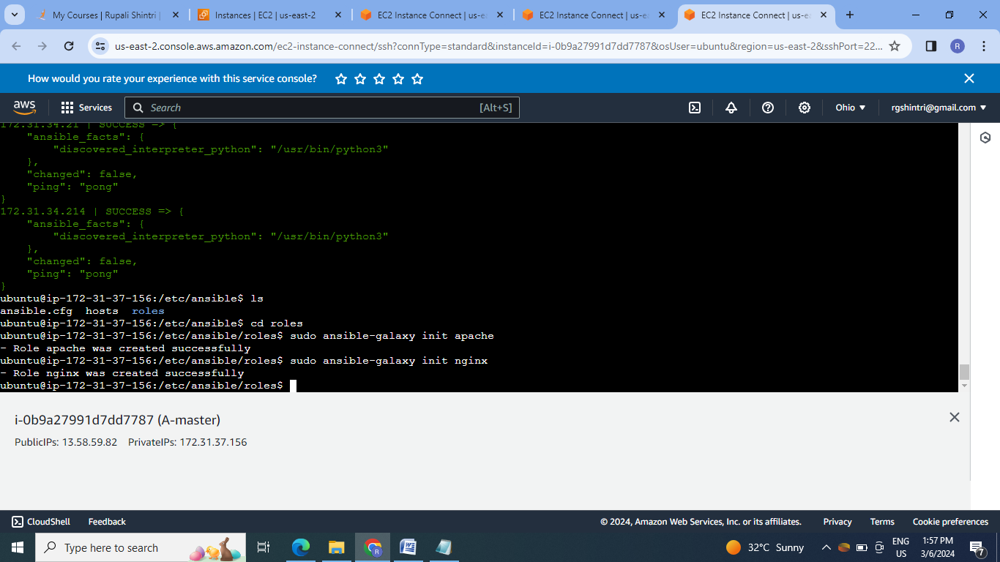 My Courses | Rupali Shintri |
Instances | EC2 | us-east-2
EC2 Instance Connect | us-ea
EC2 Instance Connect | us-ea
EC2 Instance Connect | us-ea
us-east-2.console.aws.amazon.com/ec2-instance-connect/ssh?connType=standard&instanceId=i-0b9a27991d7dd7787&osUser=ubuntu&region=us-east-2&sshPort=22...
R
How would you rate your experience with this service console?
aws
Services
Search
[Alt+S]
Ohio
rgshintri@gmail.com
172.31.34.21 | SUCCESS => {
    "ansible_facts": {
        "discovered_interpreter_python": "/usr/bin/python3"
    },
    "changed": false,
    "ping": "pong"
}
172.31.34.214 | SUCCESS => {
    "ansible_facts": {
        "discovered_interpreter_python": "/usr/bin/python3"
    },
    "changed": false,
    "ping": "pong"
}
ubuntu@ip-172-31-37-156:/etc/ansible$ ls
ansible.cfg  hosts  roles
ubuntu@ip-172-31-37-156:/etc/ansible$ cd roles
ubuntu@ip-172-31-37-156:/etc/ansible/roles$ sudo ansible-galaxy init apache
- Role apache was created successfully
ubuntu@ip-172-31-37-156:/etc/ansible/roles$ sudo ansible-galaxy init nginx
- Role nginx was created successfully
ubuntu@ip-172-31-37-156:/etc/ansible/roles$
i-0b9a27991d7dd7787 (A-master)
PublicIPs: 13.58.59.82    PrivateIPs: 172.31.37.156
CloudShell
Feedback
© 2024, Amazon Web Services, Inc. or its affiliates.
Privacy
Terms
Cookie preferences
Type here to search
R
W
32°C Sunny
ENG
US
1:57 PM
3/6/2024
7